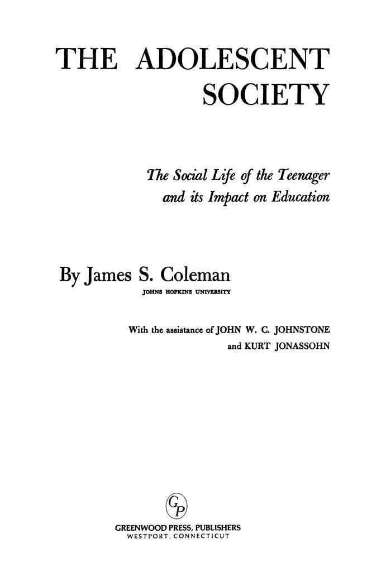 THE ADOLESCENT
SOCIETY
The Social Life of the Teenager
and its Impact on Education
By James S. Coleman
JOHNS HOPKINS UNIVERSITY
With the assistance of JOHN W. C. JOHNSTONE
and KURT JONASSOHN
GP
GREENWOOD PRESS, PUBLISHERS
WESTPORT, CONNECTICUT